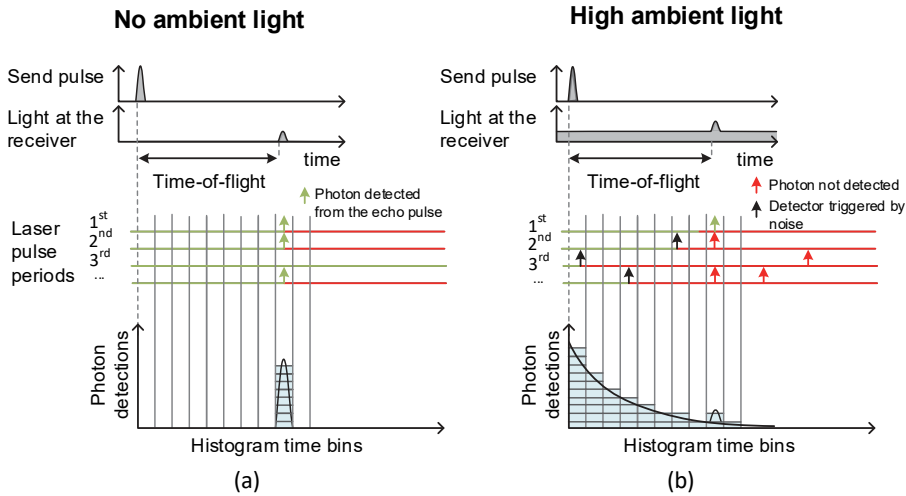 No ambient light
Send pulse
Light at the
receiver
time
Time-of-flight
Photon detected
from the echo pulse
Laser
pulse
periods
1st
2nd
3rd
...
Photon
detections
Histogram time bins
(a)
High ambient light
Send pulse
Light at the
receiver
time
Time-of-flight
Photon not detected
Detector triggered by
noise
1st
2nd
3rd
...
Photon
detections
Histogram time bins
(b)